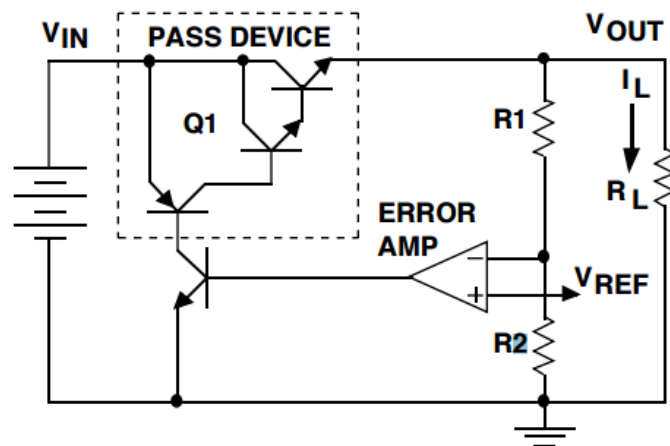 VIN
PASS DEVICE
VOUT
Q1
IL
R1
RL
ERROR
AMP
−
+
VREF
R2